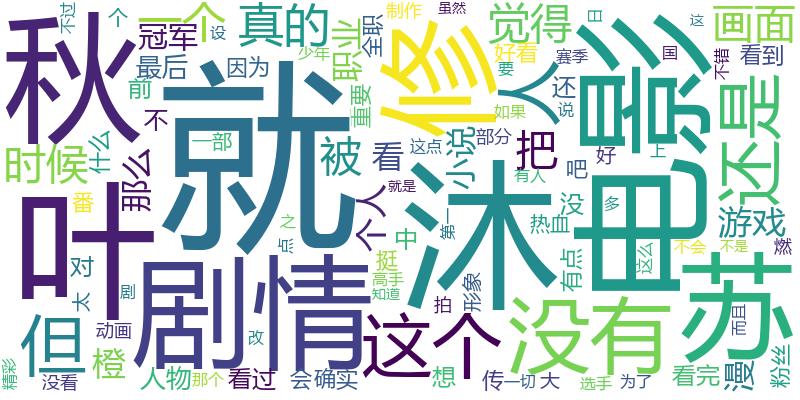 不过
个
一个
设
真的
制作
虽然
日
这
觉得
画面
秋
冠军
最后
因为
少年
职业
全职
好看
赛季
国
不错
看到
前
重要
要
人
还
说
电影
修
就
不
一部
被
看
这点
如果
部分
把
小说
时候
什么
那么
番
叶
个人
就是
沐
第一
有人
吧
好
上
还是
热血
没
多
游戏
之
点
中
挺
有点
这么
不会
不是
燃
对
太
剧
剧情
高手
知道
形象
苏
但
动画
改
这个
拍
没有
而且
橙
精彩
没看
人物
那个
看过
会
确实
想
传
一切
大
选手
为了
看完
漫
粉丝